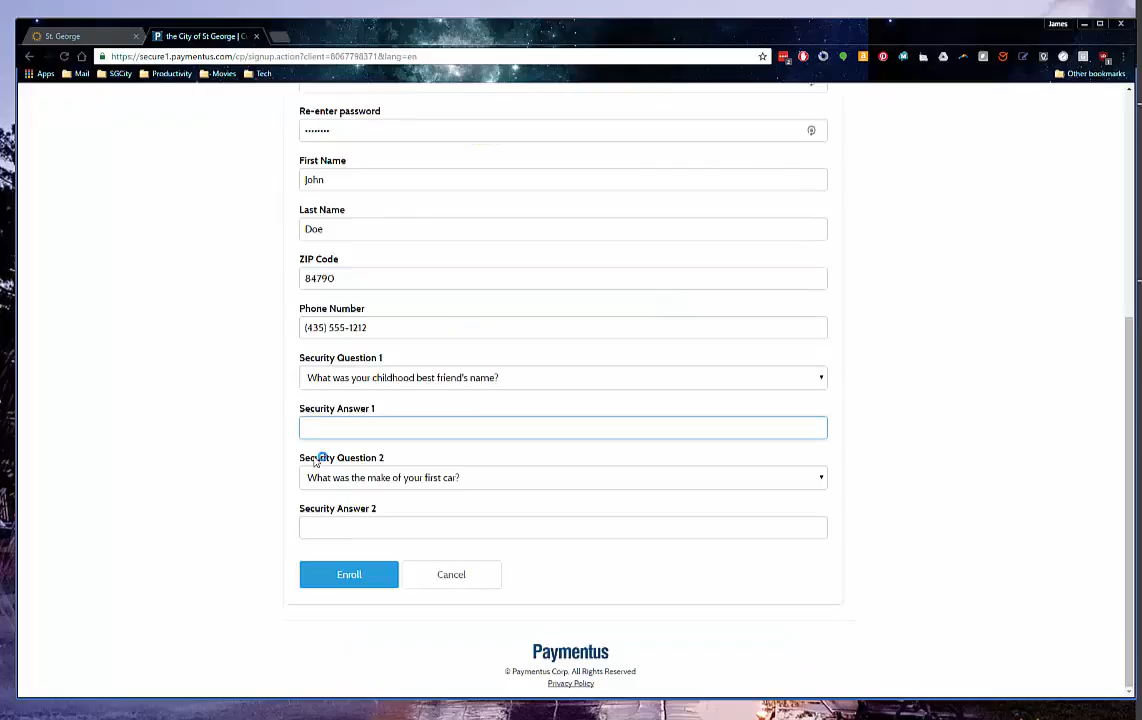 James
St. George
the City of St George | C
https://secure1.paymentus.com/cp/signup.action?client=8067798371&lang=en
Apps Mail SGCity Productivity Movies Tech Other bookmarks
Re-enter password
••••••••
First Name
John
Last Name
Doe
ZIP Code
84790
Phone Number
(435) 555-1212
Security Question 1
What was your childhood best friend's name?
Security Answer 1
Security Question 2
What was the make of your first car?
Security Answer 2
Enroll Cancel
Paymentus
© Paymentus Corp. All Rights Reserved
Privacy Policy